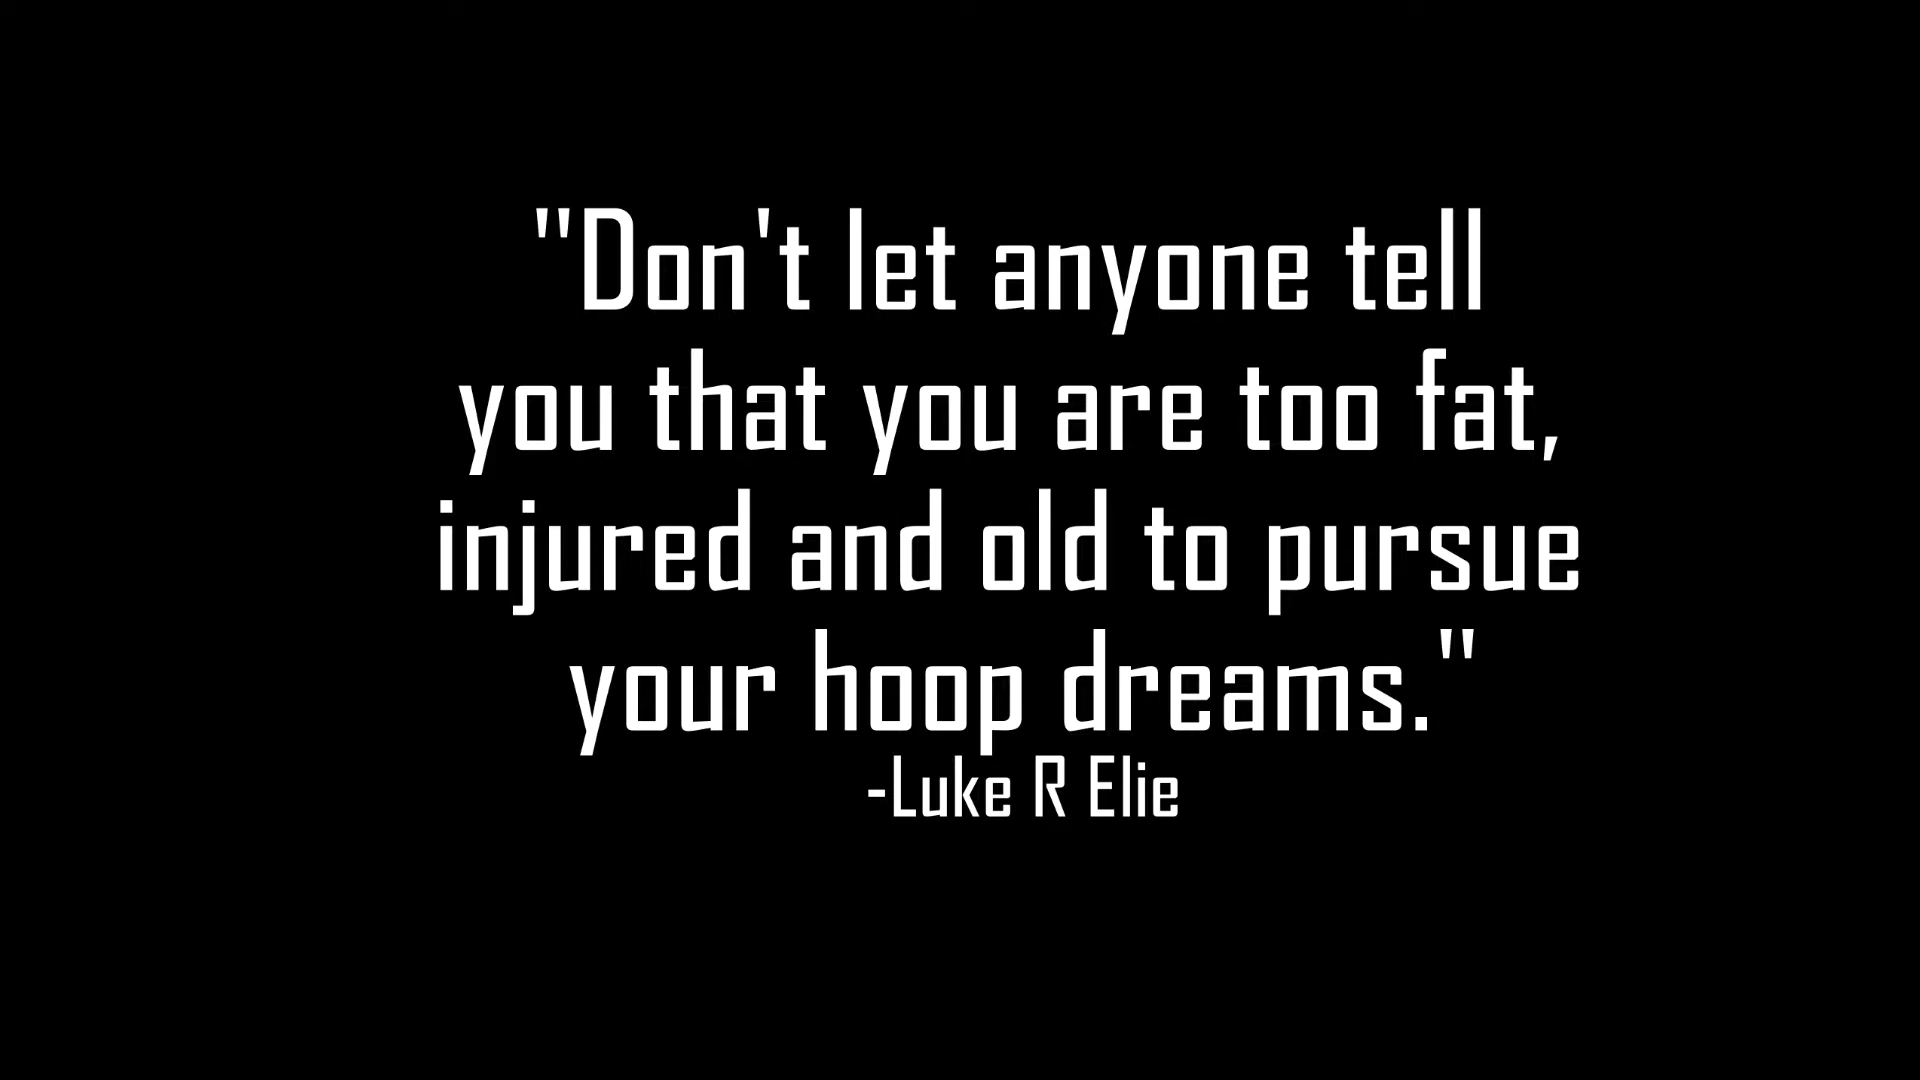 "Don't let anyone tell
you that you are too fat,
injured and old to pursue
your hoop dreams."
-Luke R Elie